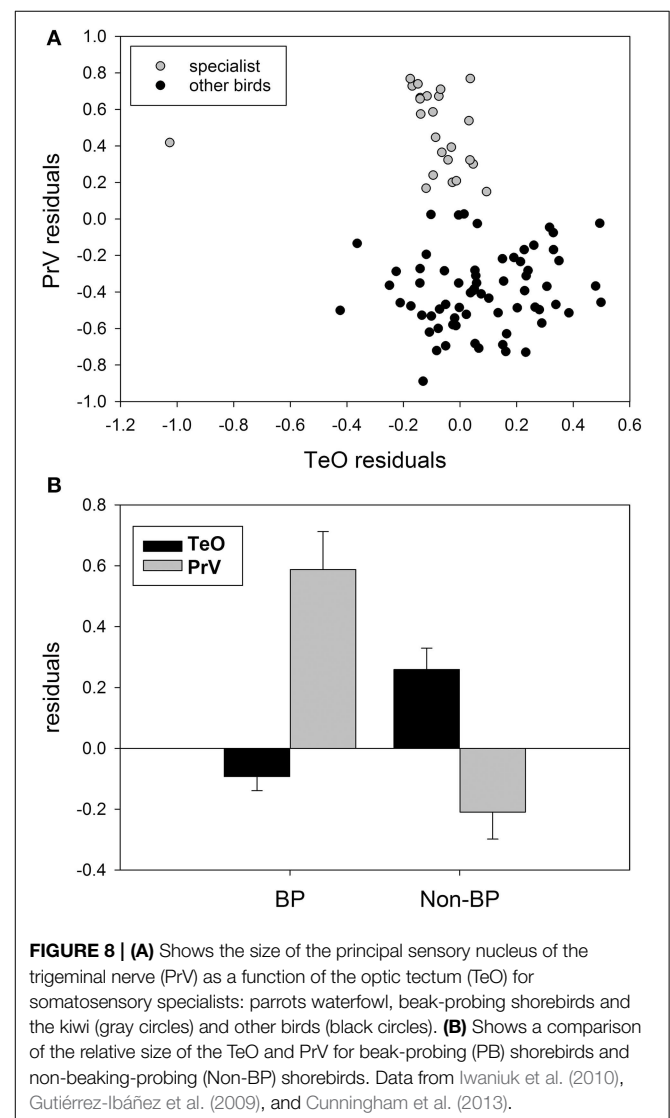 A
1.0
0.8
0.6
0.4
0.2
0.0
-0.2
-0.4
-0.6
-0.8
-1.0
PrV residuals
specialist
other birds
-1.2 -1.0 -0.8 -0.6 -0.4 -0.2 0.0 0.2 0.4 0.6
TeO residuals
B
0.8
0.6
0.4
0.2
0.0
-0.2
-0.4
residuals
TeO
PrV
BP Non-BP
FIGURE 8 | (A) Shows the size of the principal sensory nucleus of the
trigeminal nerve (PrV) as a function of the optic tectum (TeO) for
somatosensory specialists: parrots waterfowl, beak-probing shorebirds and
the kiwi (gray circles) and other birds (black circles). (B) Shows a comparison
of the relative size of the TeO and PrV for beak-probing (PB) shorebirds and
non-beaking-probing (Non-BP) shorebirds. Data from Iwaniuk et al. (2010),
Gutiérrez-Ibáñez et al. (2009), and Cunningham et al. (2013).